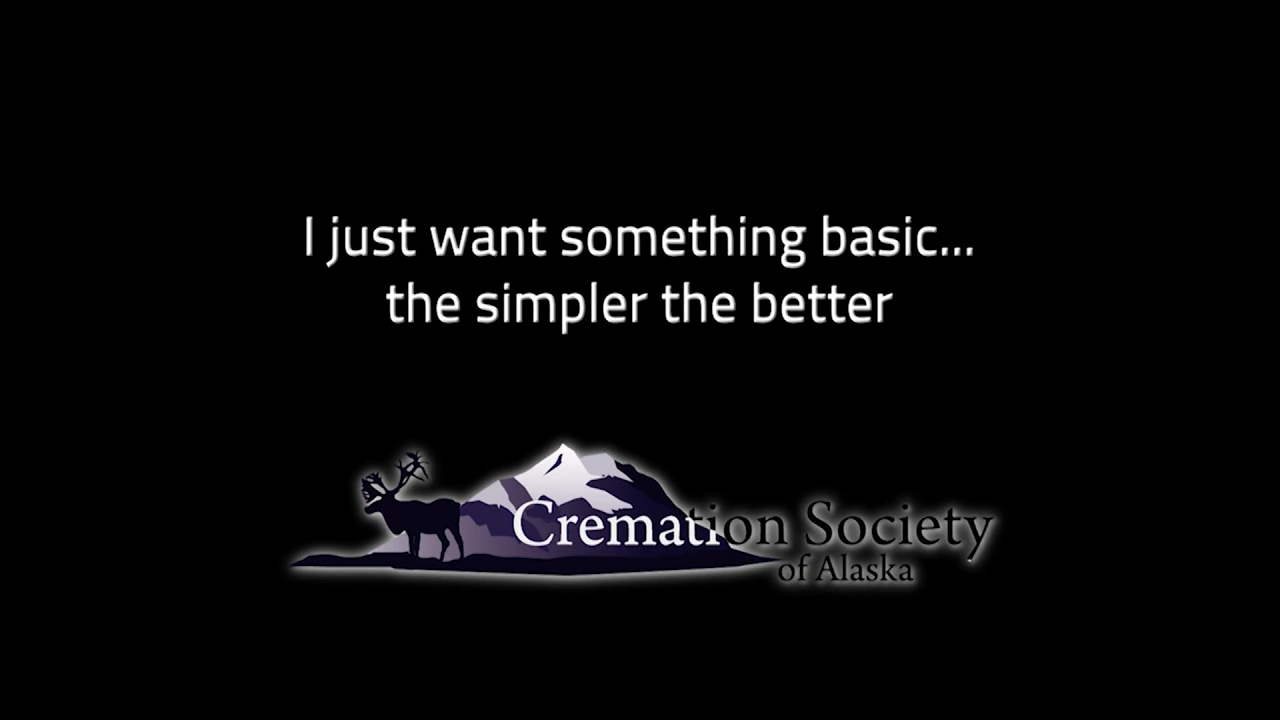 I just want something basic...
the simpler the better
Cremation Society
of Alaska